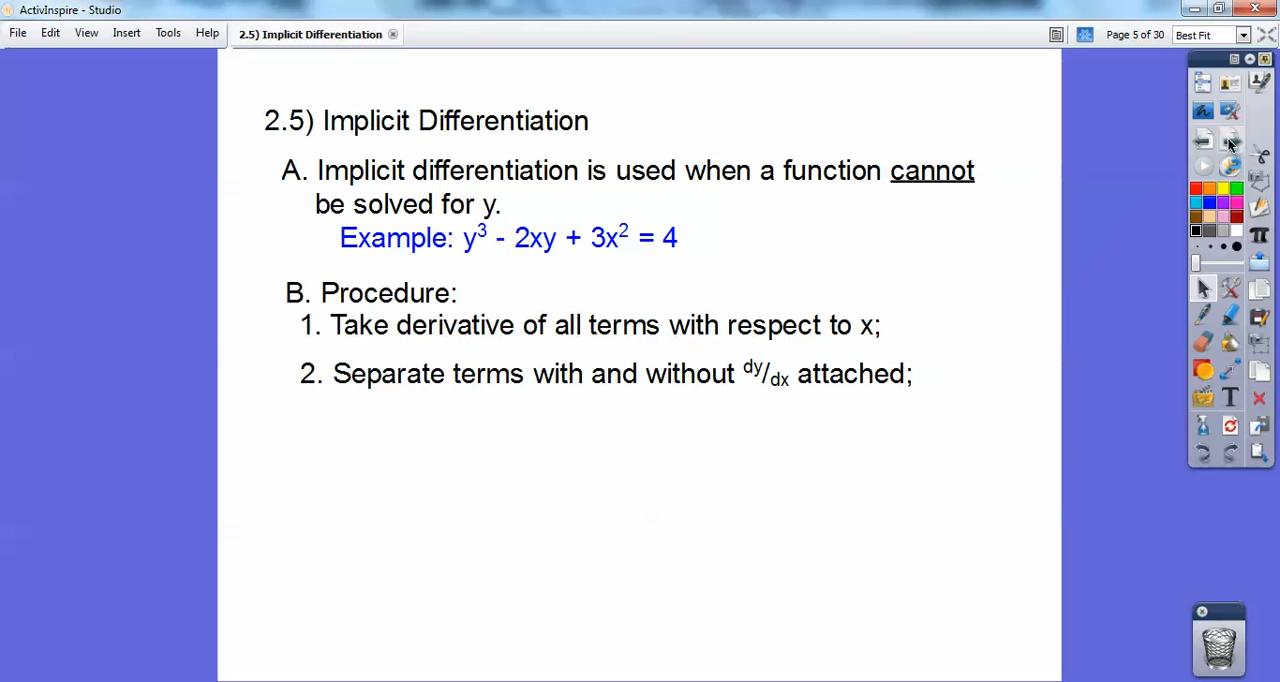 ActivInspire - Studio
File Edit View Insert Tools Help
2.5) Implicit Differentiation
Page 5 of 30
Best Fit
2.5) Implicit Differentiation
A. Implicit differentiation is used when a function cannot
be solved for y.
Example: y³ - 2xy + 3x² = 4
B. Procedure:
1. Take derivative of all terms with respect to x;
2. Separate terms with and without dy/dx attached;